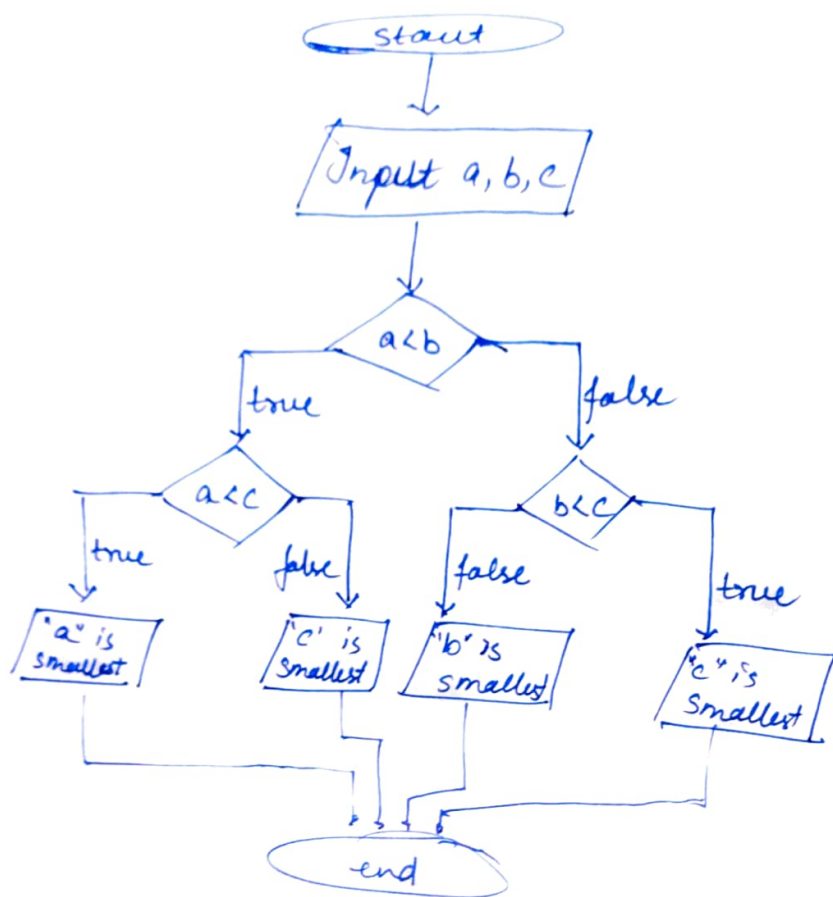 start
Input a, b, c
a<b
true
false
a<c
b<c
true
false
false
true
"a" is
smallest
'c' is
smallest
"b" is
smallest
"c" is
smallest
end